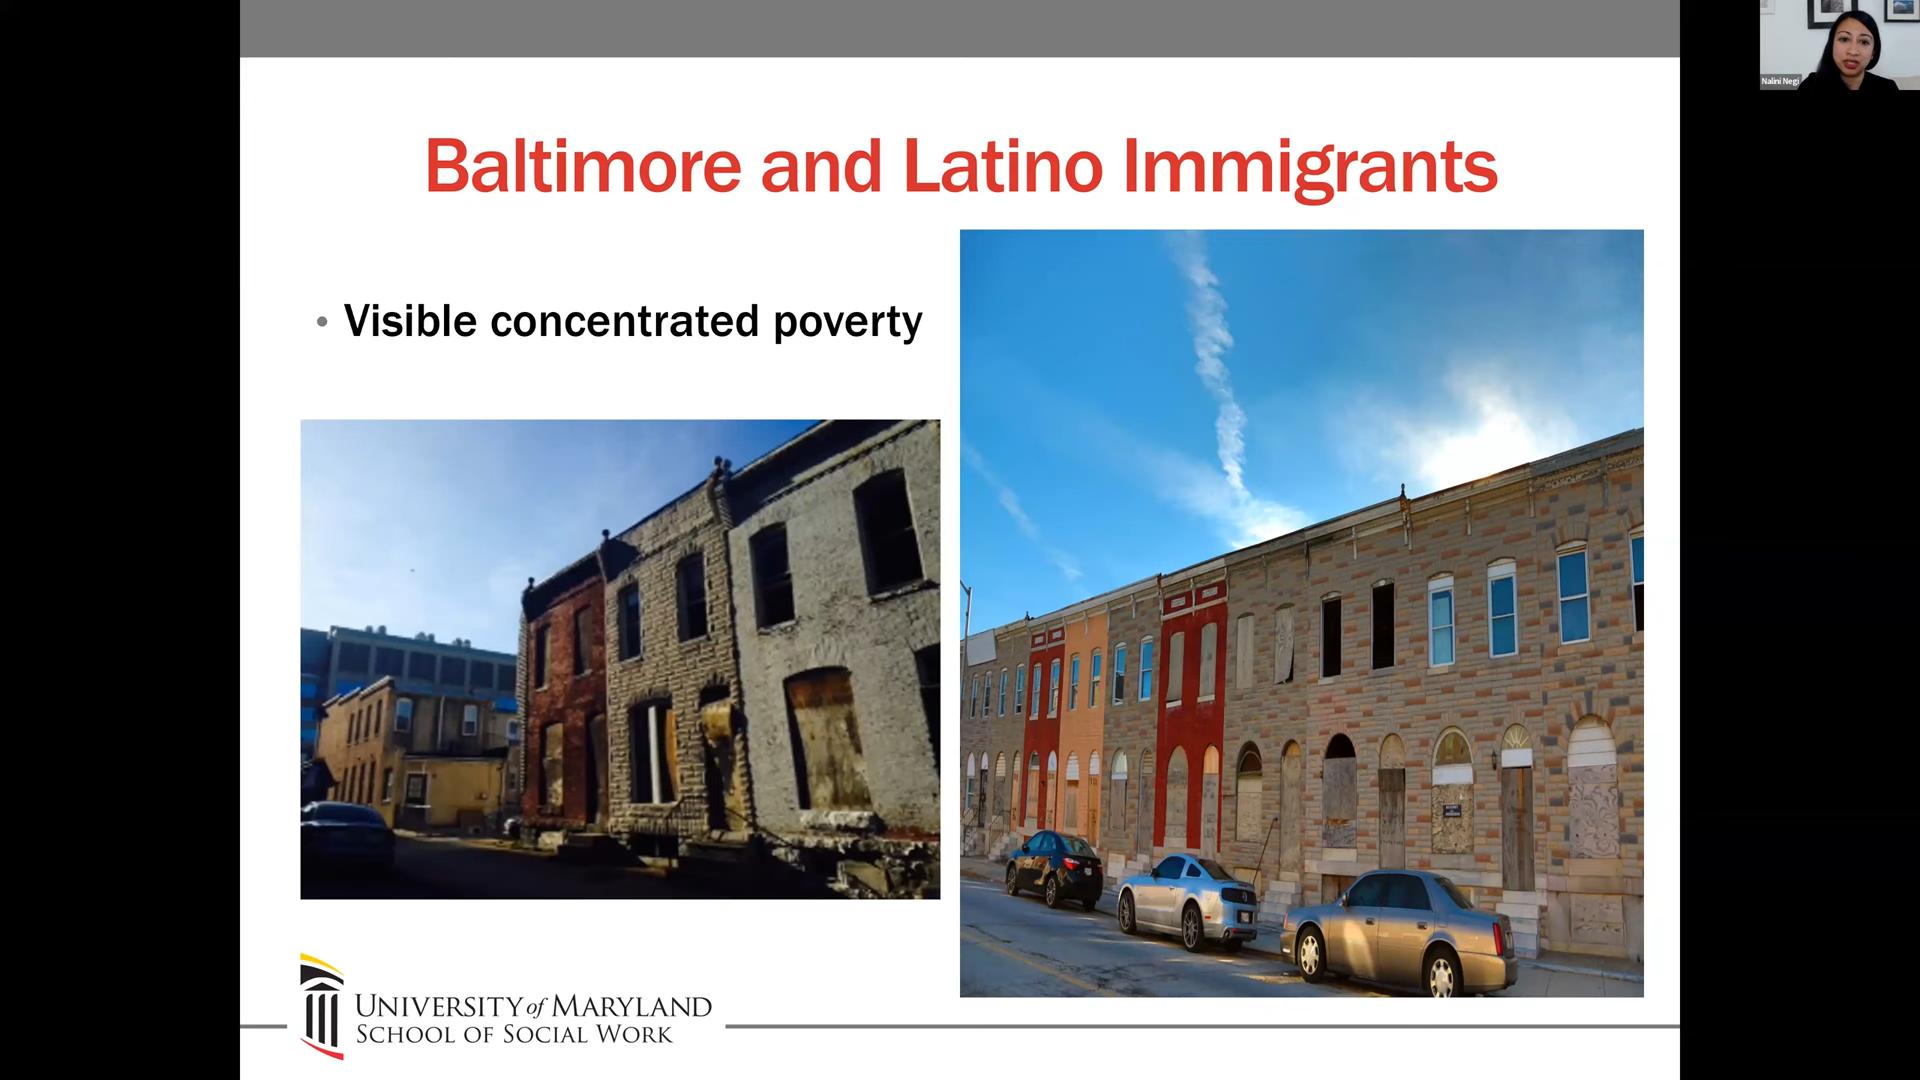 Nalini Negi
Baltimore and Latino Immigrants
• Visible concentrated poverty
UNIVERSITY of MARYLAND
SCHOOL OF SOCIAL WORK